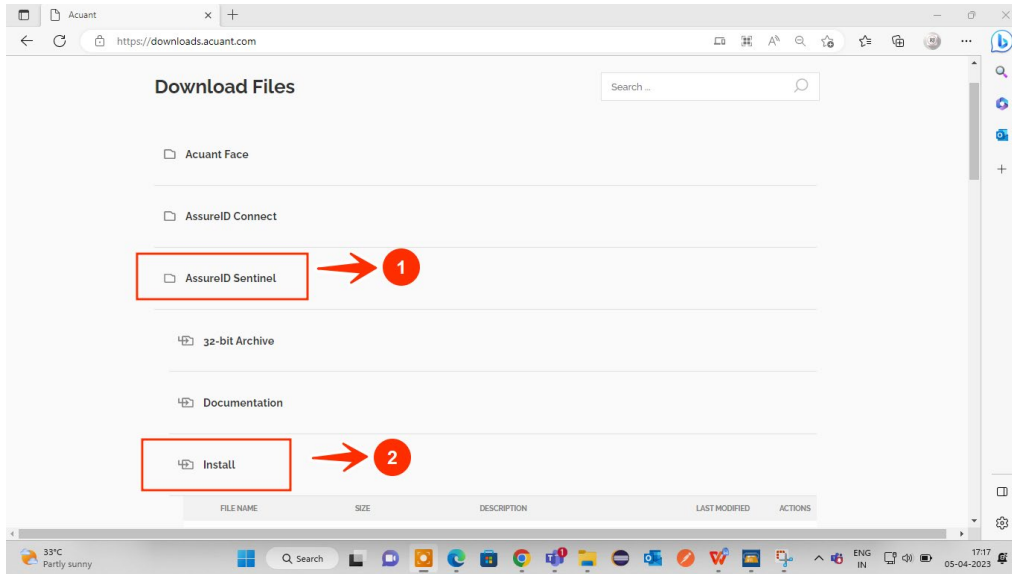 Acuant
https://downloads.acuant.com
Download Files
Search ...
Acuant Face
AssureID Connect
AssureID Sentinel
1
32-bit Archive
Documentation
Install
2
FILE NAME SIZE DESCRIPTION LAST MODIFIED ACTIONS
33°C
Partly sunny
Search
ENG
IN
17:17
05-04-2023